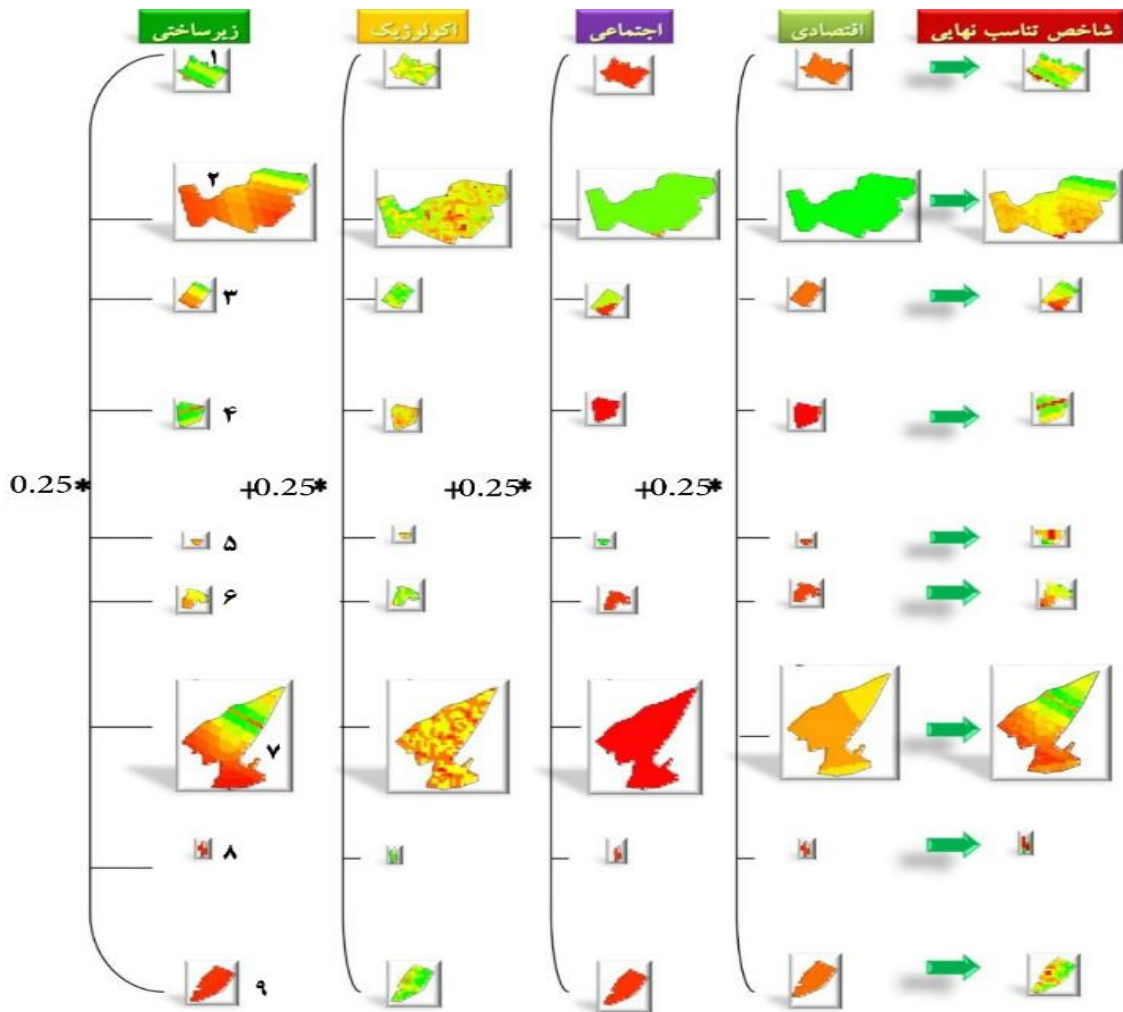 زیرساختی
اکولوژیک
اجتماعی
اقتصادی
شاخص تناسب نهایی
۱
۲
۳
۴
0.25*
+0.25*
+0.25*
+0.25*
۵
۶
۷
۸
۹